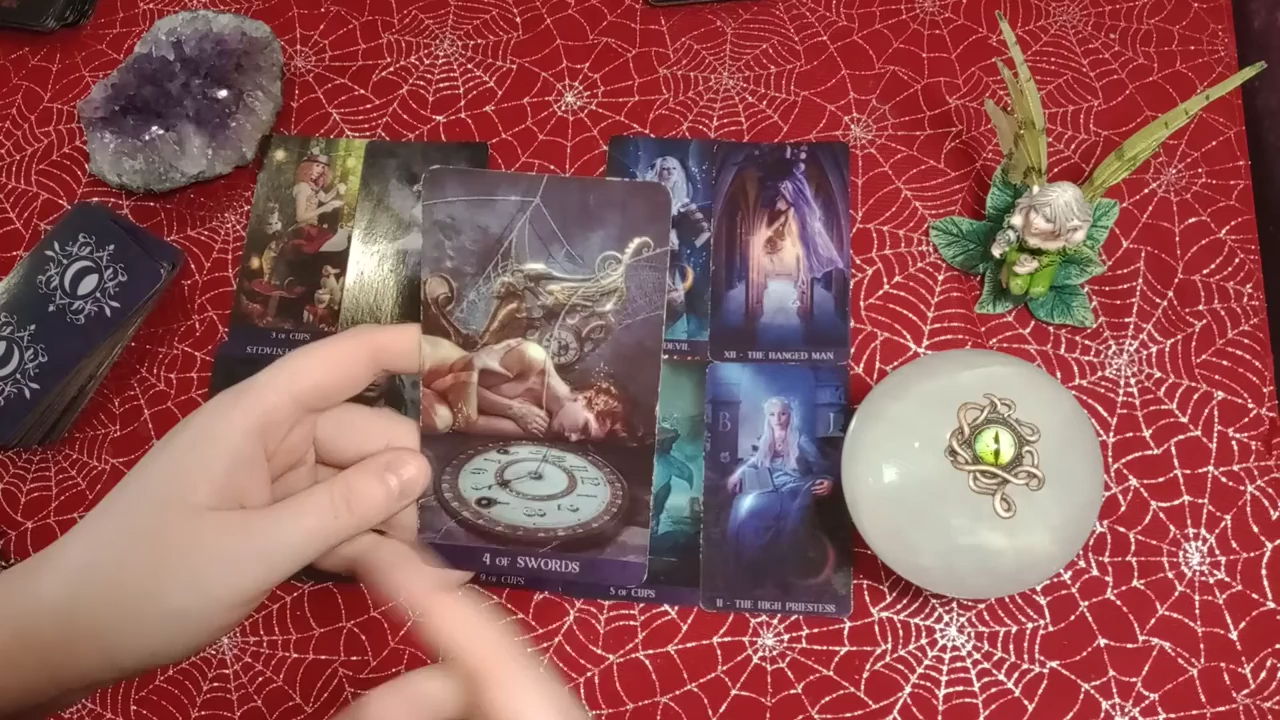 3 OF CUPS
DEVIL
XII - THE HANGED MAN
B
4 OF SWORDS
9 OF CUPS
5 OF CUPS
II - THE HIGH PRIESTESS